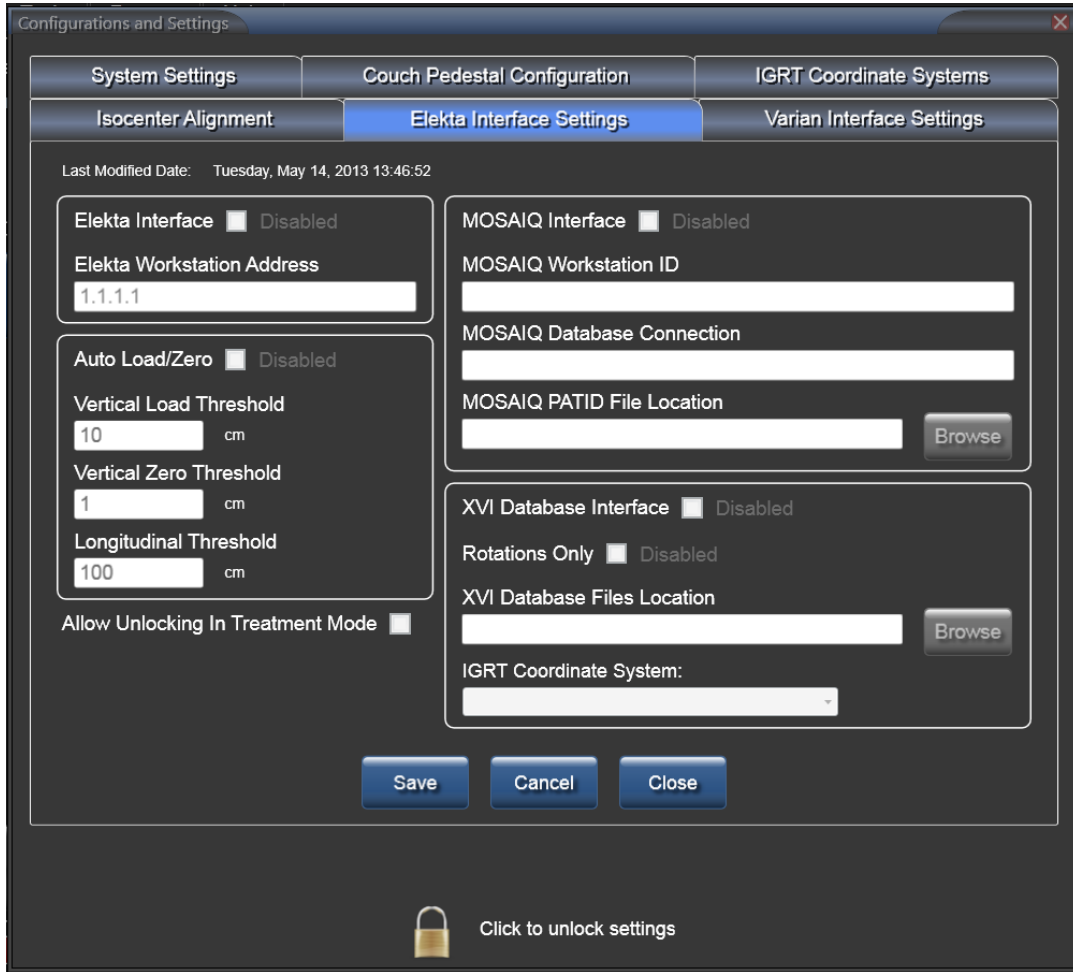 Configurations and Settings
System Settings
Couch Pedestal Configuration
IGRT Coordinate Systems
Isocenter Alignment
Elekta Interface Settings
Varian Interface Settings
Last Modified Date: Tuesday, May 14, 2013 13:46:52
Elekta Interface Disabled
Elekta Workstation Address
1.1.1.1
Auto Load/Zero Disabled
Vertical Load Threshold
10 cm
Vertical Zero Threshold
1 cm
Longitudinal Threshold
100 cm
Allow Unlocking In Treatment Mode
MOSAIQ Interface Disabled
MOSAIQ Workstation ID
MOSAIQ Database Connection
MOSAIQ PATID File Location
Browse
XVI Database Interface Disabled
Rotations Only Disabled
XVI Database Files Location
Browse
IGRT Coordinate System:
Save
Cancel
Close
Click to unlock settings